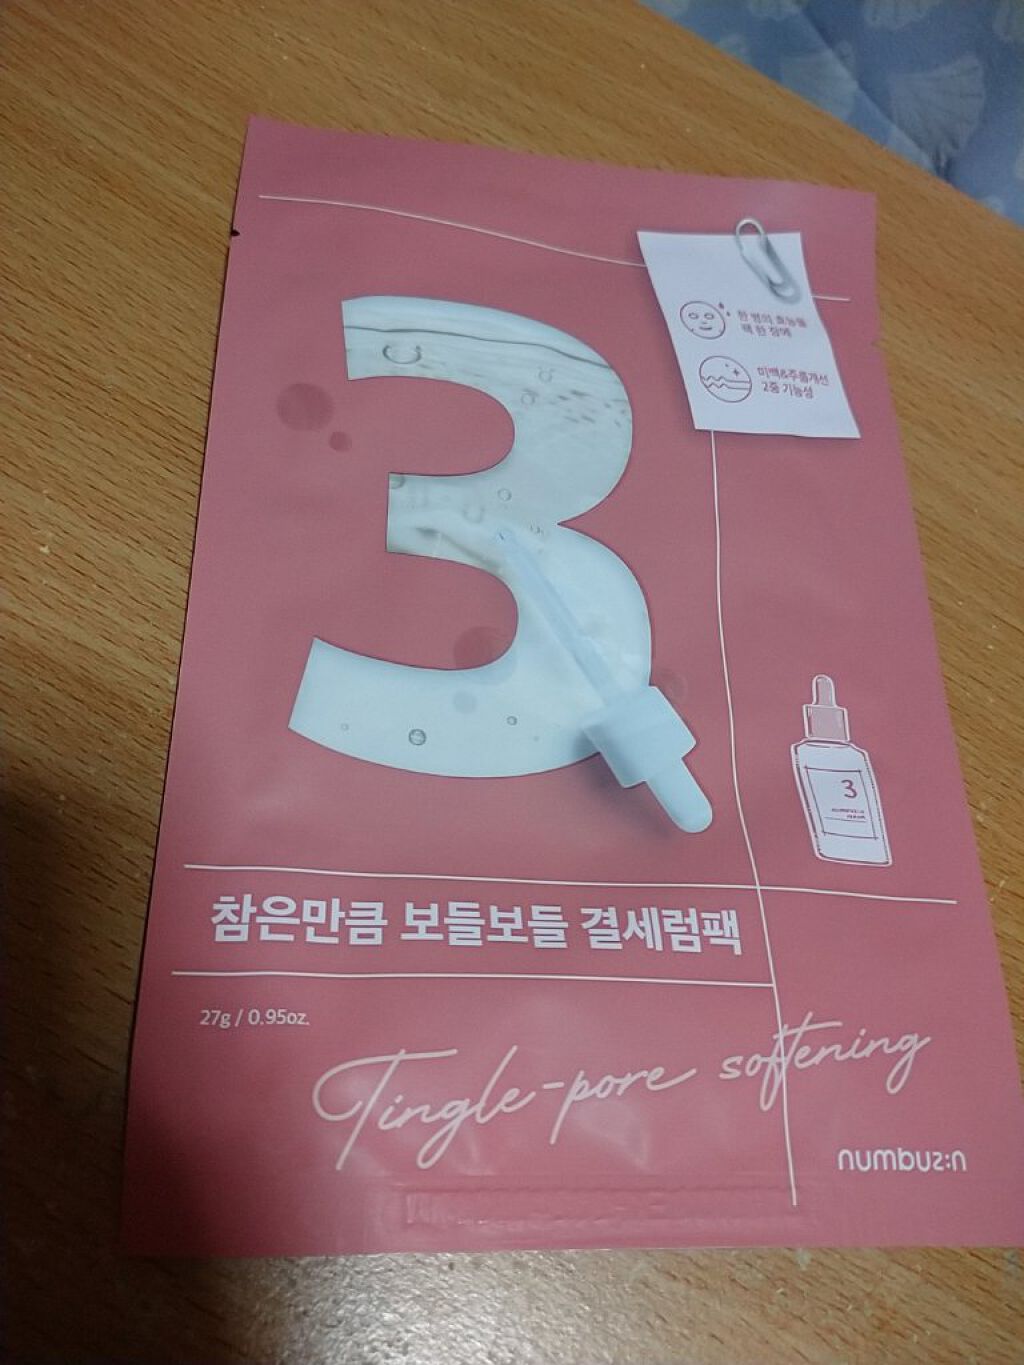 3
한 병의 효능을
팩 한 장에
미백&주름개선
2중 기능성
3
참은만큼 보들보들 결세럼팩
27g / 0.95oz.
Tingle-pore softening
numbuz:n